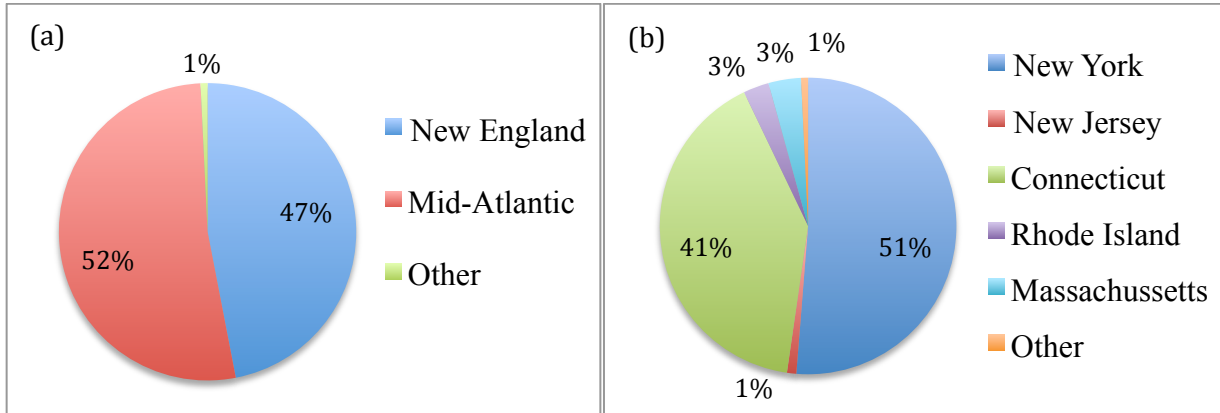 (a)
1%
47%
52%
New England
Mid-Atlantic
Other
(b)
3%
3%
1%
41%
51%
1%
New York
New Jersey
Connecticut
Rhode Island
Massachussetts
Other